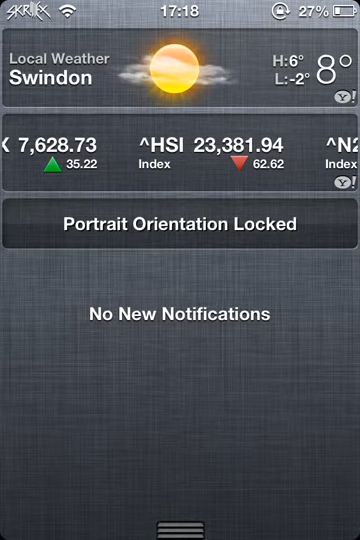 SKRILLEX 17:18 27%
Local Weather
Swindon
H:6°
L:-2°
8°
Y!
X 7,628.73 ^HSI 23,381.94 ^N2
35.22 Index 62.62 Index
Y!
Portrait Orientation Locked
No New Notifications